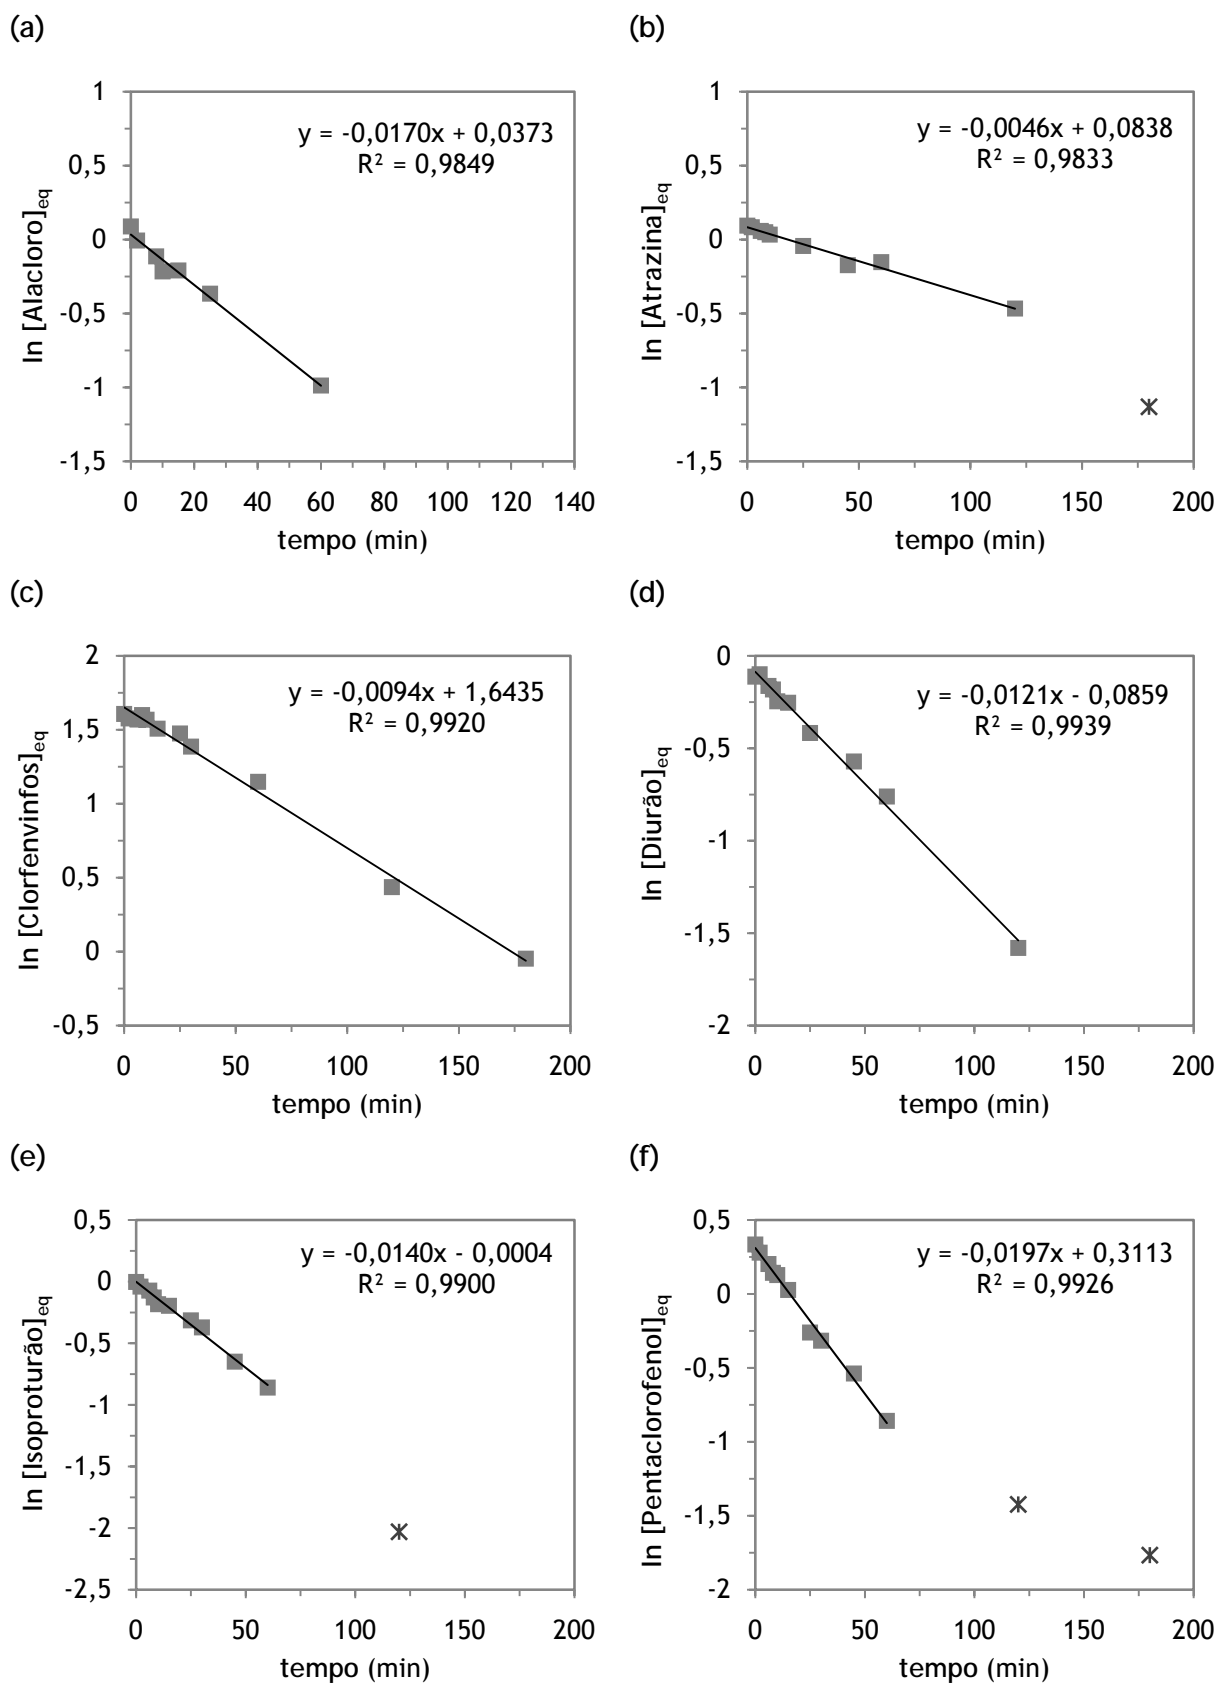 (a)
1
0,5
0
-0,5
-1
-1,5
ln [Alacloro]eq
y = -0,0170x + 0,0373
R² = 0,9849
0 20 40 60 80 100 120 140
tempo (min)
(b)
1
0,5
0
-0,5
-1
-1,5
ln [Atrazina]eq
y = -0,0046x + 0,0838
R² = 0,9833
0 50 100 150 200
tempo (min)
(c)
2
1,5
1
0,5
0
-0,5
ln [Clorfenvinfos]eq
y = -0,0094x + 1,6435
R² = 0,9920
0 50 100 150 200
tempo (min)
(d)
0
-0,5
-1
-1,5
-2
ln [Diurão]eq
y = -0,0121x - 0,0859
R² = 0,9939
0 50 100 150 200
tempo (min)
(e)
0,5
0
-0,5
-1
-1,5
-2
-2,5
ln [Isoproturão]eq
y = -0,0140x - 0,0004
R² = 0,9900
0 50 100 150 200
tempo (min)
(f)
0,5
0
-0,5
-1
-1,5
-2
ln [Pentaclorofenol]eq
y = -0,0197x + 0,3113
R² = 0,9926
0 50 100 150 200
tempo (min)